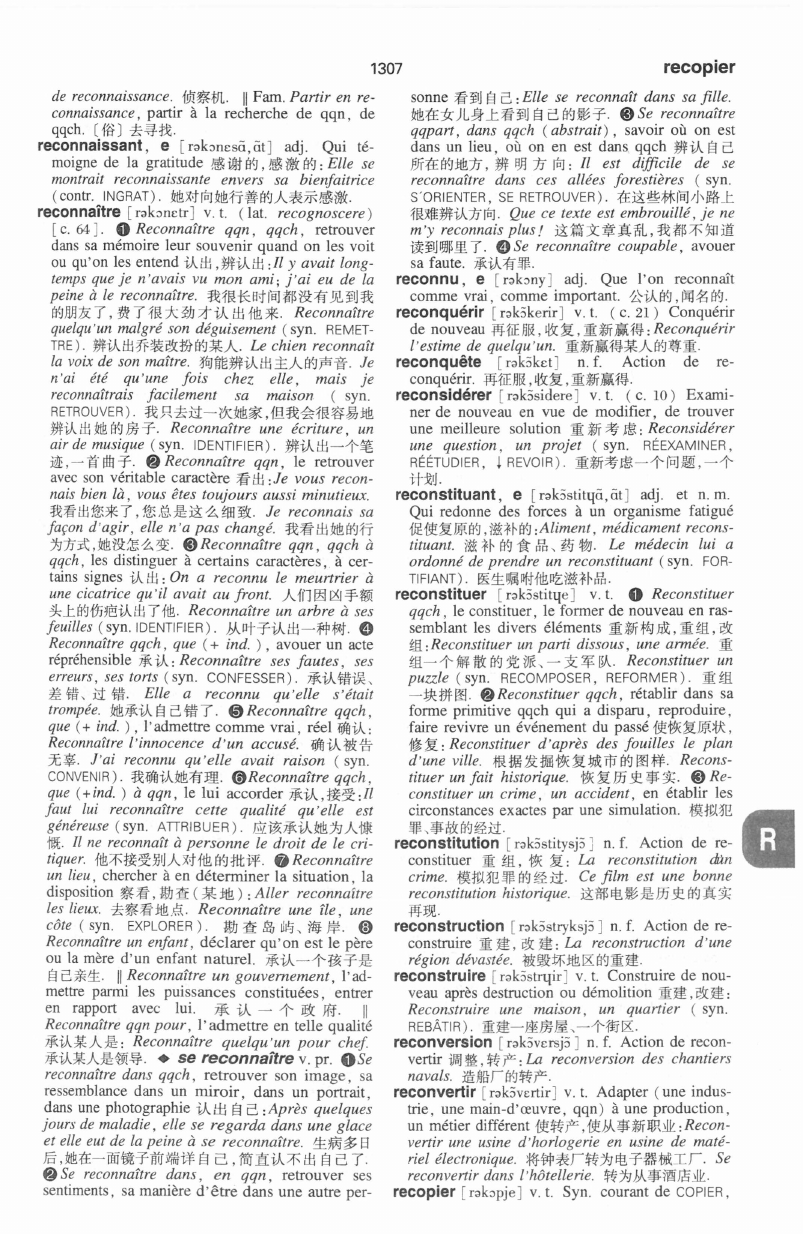 1307
recopier
de reconnaissance. 侦察机. ‖ Fam. Partir en re-
connaissance, partir à la recherche de qqn, de
qqch. 〔俗〕去寻找.
reconnaissant, e [rəkɔnɛsɑ̃,ɑ̃t] adj. Qui té-
moigne de la gratitude 感谢的,感激的:Elle se
montrait reconnaissante envers sa bienfaitrice
(contr. INGRAT). 她对向她行善的人表示感激.
reconnaître [rəkɔnɛtr] v. t. (lat. recognoscere)
[c. 64]. ❶ Reconnaître qqn, qqch, retrouver
dans sa mémoire leur souvenir quand on les voit
ou qu'on les entend 认出,辨认出:Il y avait long-
temps que je n'avais vu mon ami; j'ai eu de la
peine à le reconnaître. 我很长时间都没有见到我
的朋友了,费了很大劲才认出他来. Reconnaître
quelqu'un malgré son déguisement (syn. REMET-
TRE). 辨认出乔装改扮的某人. Le chien reconnaît
la voix de son maître. 狗能辨认出主人的声音. Je
n'ai été qu'une fois chez elle, mais je
reconnaîtrais facilement sa maison ( syn.
RETROUVER). 我只去过一次她家,但我会很容易地
辨认出她的房子. Reconnaître une écriture, un
air de musique (syn. IDENTIFIER). 辨认出一个笔
迹,一首曲子. ❷ Reconnaître qqn, le retrouver
avec son véritable caractère 看出:Je vous recon-
nais bien là, vous êtes toujours aussi minutieux.
我看出您来了,您总是这么细致. Je reconnais sa
façon d'agir, elle n'a pas changé. 我看出她的行
为方式,她没怎么变. ❸ Reconnaître qqn, qqch à
qqch, les distinguer à certains caractères, à cer-
tains signes 认出: On a reconnu le meurtrier à
une cicatrice qu'il avait au front. 人们因凶手额
头上的伤疤认出了他. Reconnaître un arbre à ses
feuilles (syn. IDENTIFIER). 从叶子认出一种树. ❹
Reconnaître qqch, que (+ ind. ), avouer un acte
répréhensible 承认: Reconnaître ses fautes, ses
erreurs, ses torts (syn. CONFESSER). 承认错误、
差错、过错. Elle a reconnu qu'elle s'était
trompée. 她承认自己错了. ❺ Reconnaître qqch,
que (+ ind. ), l'admettre comme vrai, réel 确认:
Reconnaître l'innocence d'un accusé. 确认被告
无辜. J'ai reconnu qu'elle avait raison ( syn.
CONVENIR). 我确认她有理. ❻Reconnaître qqch,
que (+ind. ) à qqn, le lui accorder 承认,接受:Il
faut lui reconnaître cette qualité qu'elle est
généreuse (syn. ATTRIBUER). 应该承认她为人慷
慨. Il ne reconnaît à personne le droit de le cri-
tiquer. 他不接受别人对他的批评. ❼ Reconnaître
un lieu, chercher à en déterminer la situation, la
disposition 察看,勘查(某地): Aller reconnaître
les lieux. 去察看地点. Reconnaître une île, une
côte ( syn. EXPLORER ). 勘查岛屿、海岸. ❽
Reconnaître un enfant, déclarer qu'on est le père
ou la mère d'un enfant naturel. 承认一个孩子是
自己亲生. ‖ Reconnaître un gouvernement, l'ad-
mettre parmi les puissances constituées, entrer
en rapport avec lui. 承认一个政府. ‖
Reconnaître qqn pour, l'admettre en telle qualité
承认某人是: Reconnaître quelqu'un pour chef.
承认某人是领导. ◆ se reconnaître v. pr. ❶Se
reconnaître dans qqch, retrouver son image, sa
ressemblance dans un miroir, dans un portrait,
dans une photographie 认出自己:Après quelques
jours de maladie, elle se regarda dans une glace
et elle eut de la peine à se reconnaître. 生病多日
后,她在一面镜子前端详自己,简直认不出自己了.
❷ Se reconnaître dans, en qqn, retrouver ses
sentiments, sa manière d'être dans une autre per-
sonne 看到自己:Elle se reconnaît dans sa fille.
她在女儿身上看到自己的影子. ❸ Se reconnaître
qqpart, dans qqch (abstrait), savoir où on est
dans un lieu, où on en est dans qqch 辨认自己
所在的地方, 辨明方向: Il est difficile de se
reconnaître dans ces allées forestières ( syn.
S'ORIENTER, SE RETROUVER). 在这些林间小路上
很难辨认方向. Que ce texte est embrouillé, je ne
m'y reconnais plus! 这篇文章真乱,我都不知道
读到哪里了. ❹ Se reconnaître coupable, avouer
sa faute. 承认有罪.
reconnu, e [rəkɔny] adj. Que l'on reconnaît
comme vrai, comme important. 公认的,闻名的.
reconquérir [rəkɔ̃kerir] v. t. (c. 21) Conquérir
de nouveau 再征服,收复,重新赢得:Reconquérir
l'estime de quelqu'un. 重新赢得某人的尊重.
reconquête [rəkɔ̃kɛt] n. f. Action de re-
conquérir. 再征服,收复,重新赢得.
reconsidérer [rəkɔ̃sidere] v. t. (c. 10) Exami-
ner de nouveau en vue de modifier, de trouver
une meilleure solution 重新考虑: Reconsidérer
une question, un projet ( syn. RÉEXAMINER,
RÉÉTUDIER, ↓ REVOIR). 重新考虑一个问题,一个
计划.
reconstituant, e [rəkɔ̃stitɥɑ̃,ɑ̃t] adj. et n. m.
Qui redonne des forces à un organisme fatigué
促使复原的,滋补的:Aliment, médicament recons-
tituant. 滋补的食品、药物. Le médecin lui a
ordonné de prendre un reconstituant (syn. FOR-
TIFIANT). 医生嘱咐他吃滋补品.
reconstituer [rəkɔ̃stitɥe] v. t. ❶ Reconstituer
qqch, le constituer, le former de nouveau en ras-
semblant les divers éléments 重新构成,重组,改
组:Reconstituer un parti dissous, une armée. 重
组一个解散的党派、一支军队. Reconstituer un
puzzle ( syn. RECOMPOSER, REFORMER). 重组
一块拼图. ❷Reconstituer qqch, rétablir dans sa
forme primitive qqch qui a disparu, reproduire,
faire revivre un événement du passé 使恢复原状,
修复: Reconstituer d'après des fouilles le plan
d'une ville. 根据发掘恢复城市的图样. Recons-
tituer un fait historique. 恢复历史事实. ❸ Re-
constituer un crime, un accident, en établir les
circonstances exactes par une simulation. 模拟犯
罪、事故的经过.
reconstitution [rəkɔ̃stitysjɔ̃] n. f. Action de re-
constituer 重组, 恢复: La reconstitution d'un
crime. 模拟犯罪的经过. Ce film est une bonne
reconstitution historique. 这部电影是历史的真实
再现.
reconstruction [rəkɔ̃stryksjɔ̃] n. f. Action de re-
construire 重建,改建: La reconstruction d'une
région dévastée. 被毁坏地区的重建.
reconstruire [rəkɔ̃strɥir] v. t. Construire de nou-
veau après destruction ou démolition 重建,改建:
Reconstruire une maison, un quartier ( syn.
REBÂTIR). 重建一座房屋、一个街区.
reconversion [rəkɔ̃vɛrsjɔ̃] n. f. Action de recon-
vertir 调整,转产:La reconversion des chantiers
navals. 造船厂的转产.
reconvertir [rəkɔ̃vɛrtir] v. t. Adapter (une indus-
trie, une main-d'œuvre, qqn) à une production,
un métier différent 使转产,使从事新职业:Recon-
vertir une usine d'horlogerie en usine de maté-
riel électronique. 将钟表厂转为电子器械工厂. Se
reconvertir dans l'hôtellerie. 转为从事酒店业.
recopier [rəkɔpje] v. t. Syn. courant de COPIER,
R